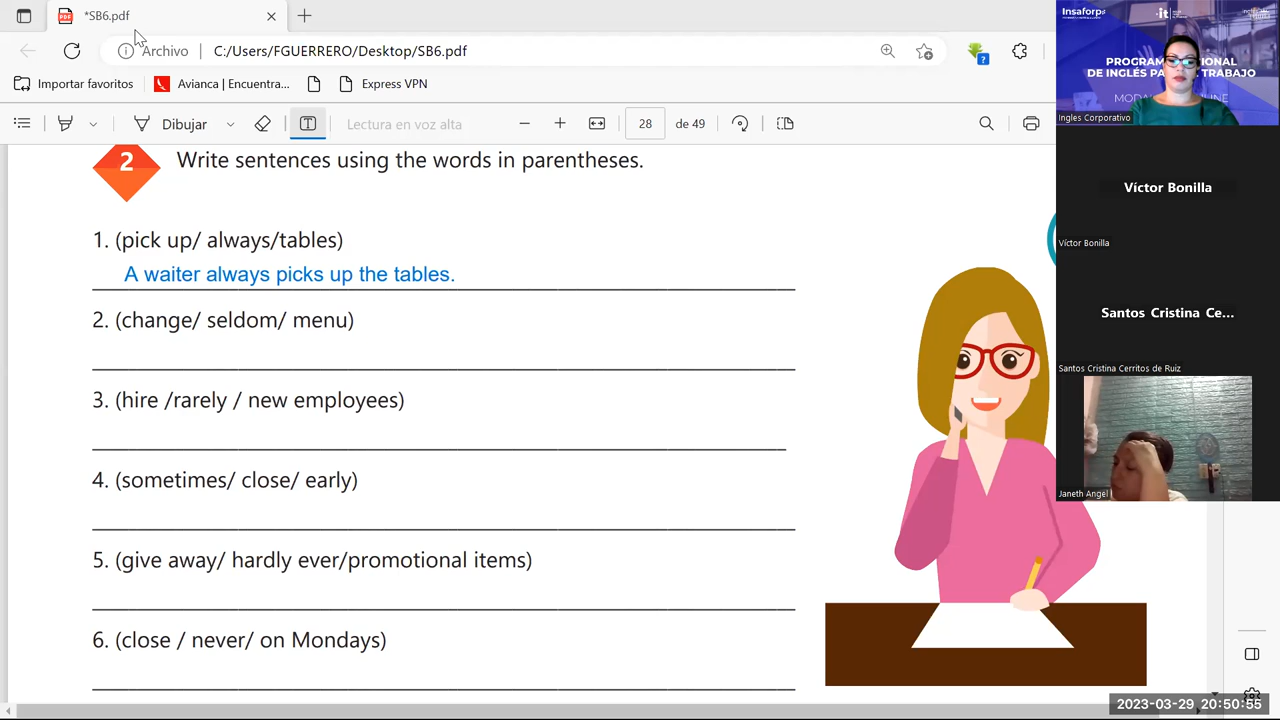 *SB6.pdf
Archivo
C:/Users/FGUERRERO/Desktop/SB6.pdf
Importar favoritos
Avianca | Encuentra...
Express VPN
Dibujar
Lectura en voz alta
28
de 49
2
Write sentences using the words in parentheses.
1. (pick up/ always/tables)
A waiter always picks up the tables.
2. (change/ seldom/ menu)
3. (hire /rarely / new employees)
4. (sometimes/ close/ early)
5. (give away/ hardly ever/promotional items)
6. (close / never/ on Mondays)
Insaforp
Ingles Corporativo
Víctor Bonilla
Víctor Bonilla
Santos Cristina Ce...
Santos Cristina Cerritos de Ruiz
Janeth Angel
2023-03-29 20:50:55